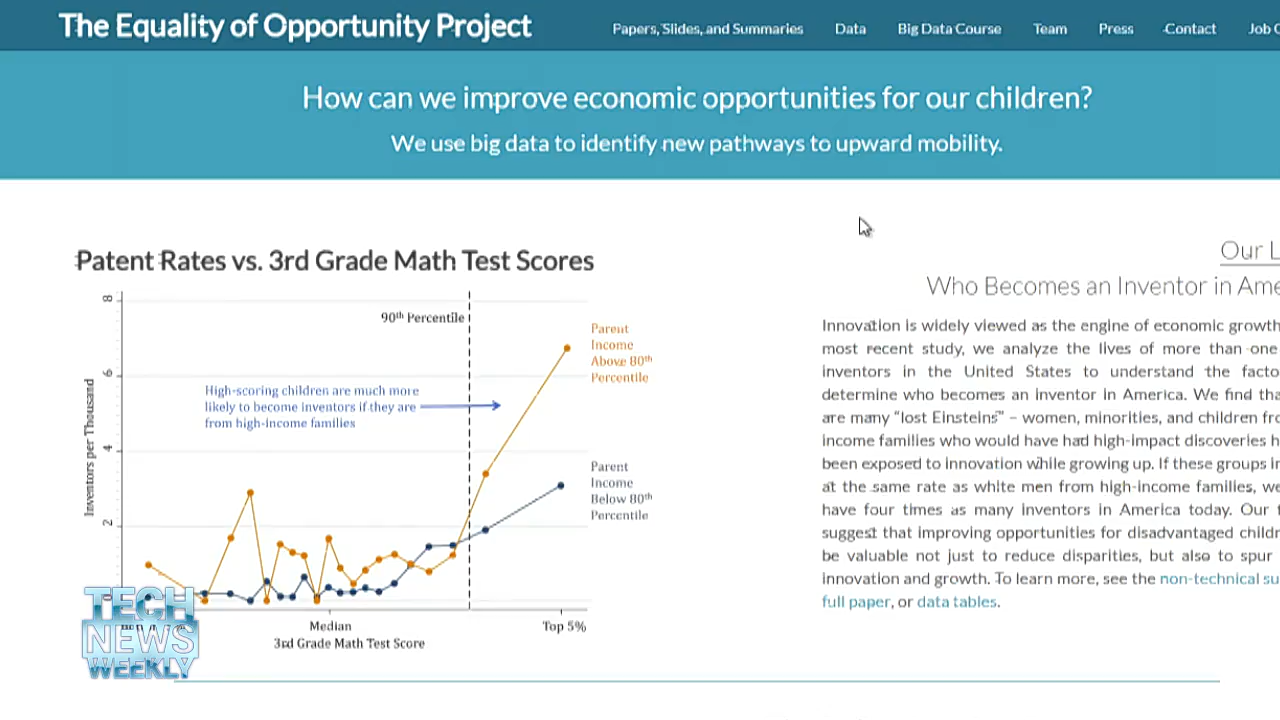 The Equality of Opportunity Project
Papers, Slides, and Summaries Data Big Data Course Team Press Contact Job
How can we improve economic opportunities for our children?
We use big data to identify new pathways to upward mobility.
Patent Rates vs. 3rd Grade Math Test Scores
8
6
4
2
Inventors per Thousand
90th Percentile
High-scoring children are much more
likely to become inventors if they are
from high-income families
Parent
Income
Above 80th
Percentile
Parent
Income
Below 80th
Percentile
Median
Top 5%
3rd Grade Math Test Score
Our
Who Becomes an Inventor in
Innovation is widely viewed as the engine of economic growth
most recent study, we analyze the lives of more than one
inventors in the United States to understand the
determine who becomes an inventor in America. We find
are many “lost Einsteins” – women, minorities, and children
income families who would have had high-impact discoveries
been exposed to innovation while growing up. If these groups
at the same rate as white men from high-income families,
have four times as many inventors in America today. Our
suggest that improving opportunities for disadvantaged
be valuable not just to reduce disparities, but also to spur
innovation and growth. To learn more, see the non-technical
full paper, or data tables.
TECH
NEWS
WEEKLY